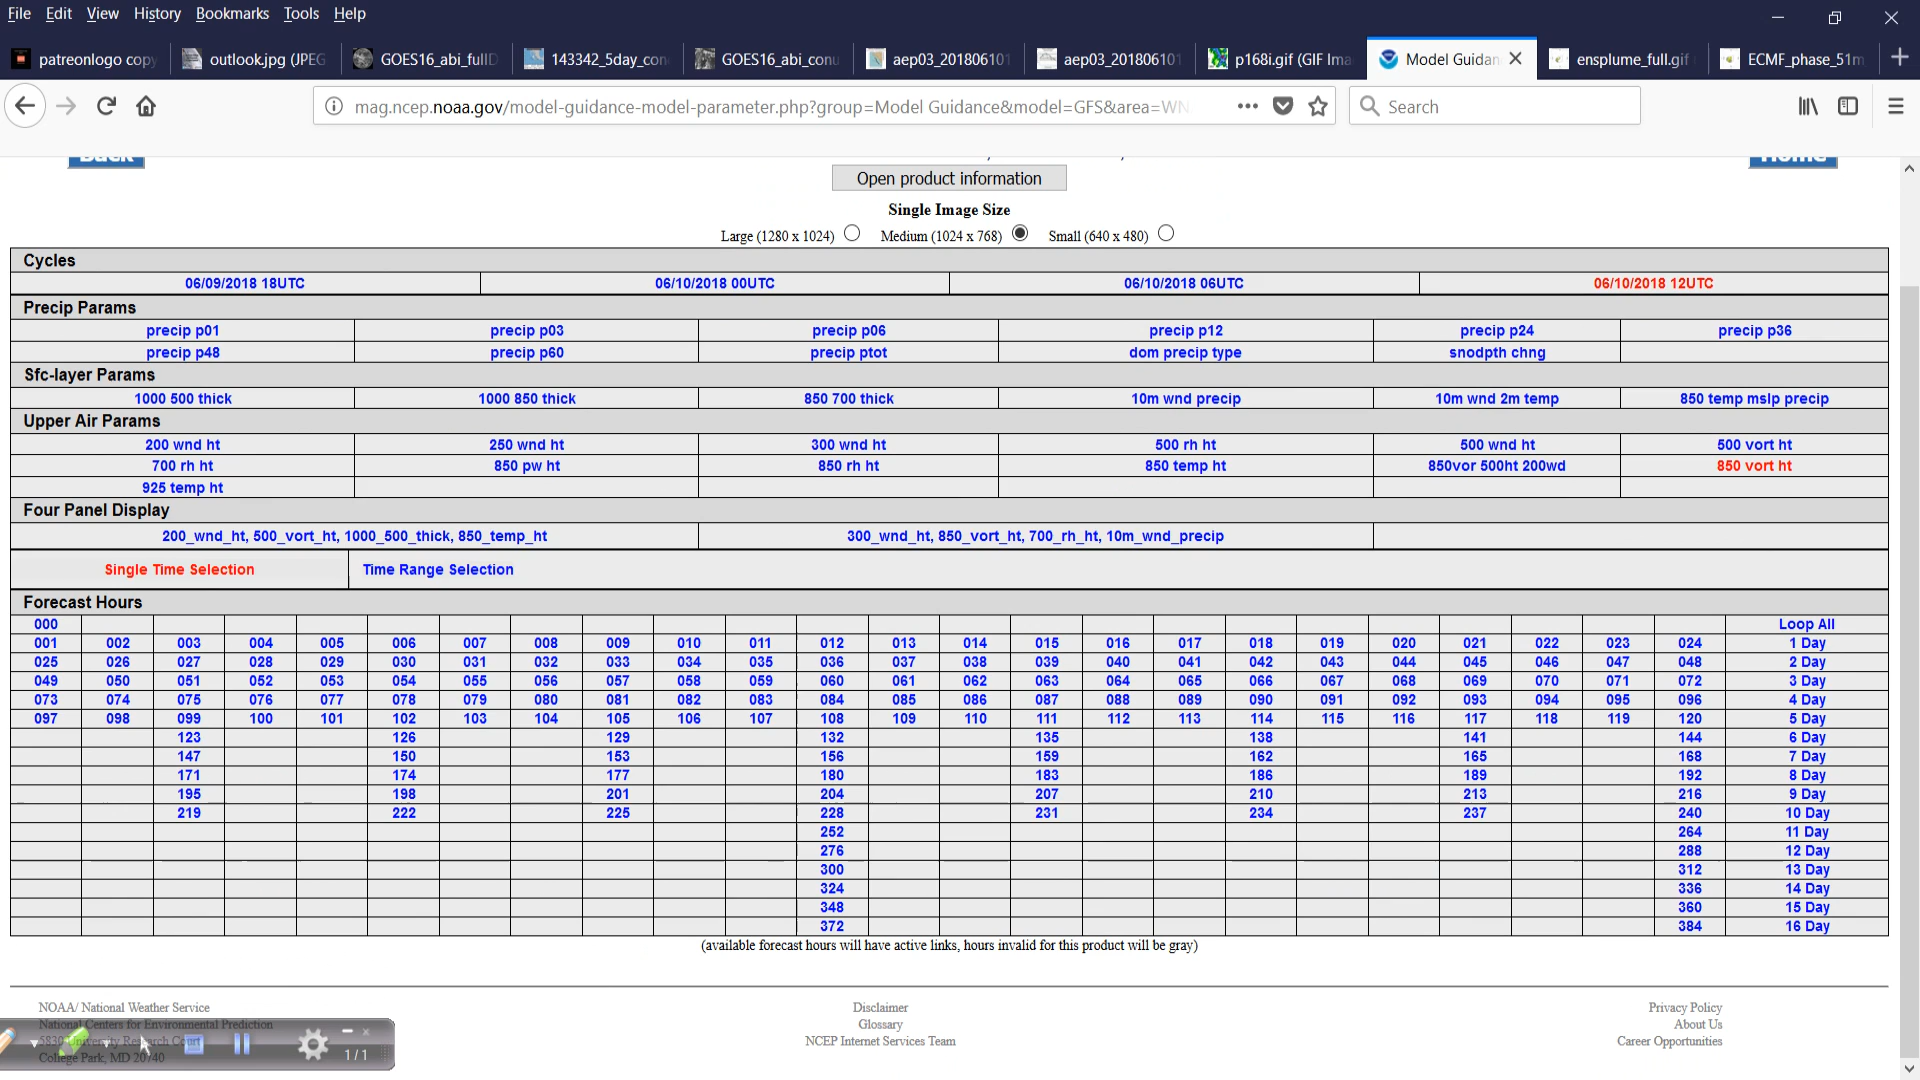 File Edit View History Bookmarks Tools Help
patreonlogo copy outlook.jpg (JPEG GOES16_abi_fullD 143342_5day_con GOES16_abi_conu aep03_201806101 aep03_201806101 p168i.gif (GIF Ima Model Guidan ensplume_full.gif ECMF_phase_51m
mag.ncep.noaa.gov/model-guidance-model-parameter.php?group=Model Guidance&model=GFS&area=WN Search
Back Home
Open product information
Single Image Size
Large (1280 x 1024) Medium (1024 x 768) Small (640 x 480)
Cycles
06/09/2018 18UTC 06/10/2018 00UTC 06/10/2018 06UTC 06/10/2018 12UTC
Precip Params
precip p01 precip p03 precip p06 precip p12 precip p24 precip p36
precip p48 precip p60 precip ptot dom precip type snodpth chng
Sfc-layer Params
1000 500 thick 1000 850 thick 850 700 thick 10m wnd precip 10m wnd 2m temp 850 temp mslp precip
Upper Air Params
200 wnd ht 250 wnd ht 300 wnd ht 500 rh ht 500 wnd ht 500 vort ht
700 rh ht 850 pw ht 850 rh ht 850 temp ht 850vor 500ht 200wd 850 vort ht
925 temp ht
Four Panel Display
200_wnd_ht, 500_vort_ht, 1000_500_thick, 850_temp_ht 300_wnd_ht, 850_vort_ht, 700_rh_ht, 10m_wnd_precip
Single Time Selection Time Range Selection
Forecast Hours
000 Loop All
001 002 003 004 005 006 007 008 009 010 011 012 013 014 015 016 017 018 019 020 021 022 023 024 1 Day
025 026 027 028 029 030 031 032 033 034 035 036 037 038 039 040 041 042 043 044 045 046 047 048 2 Day
049 050 051 052 053 054 055 056 057 058 059 060 061 062 063 064 065 066 067 068 069 070 071 072 3 Day
073 074 075 076 077 078 079 080 081 082 083 084 085 086 087 088 089 090 091 092 093 094 095 096 4 Day
097 098 099 100 101 102 103 104 105 106 107 108 109 110 111 112 113 114 115 116 117 118 119 120 5 Day
123 126 129 132 135 138 141 144 6 Day
147 150 153 156 159 162 165 168 7 Day
171 174 177 180 183 186 189 192 8 Day
195 198 201 204 207 210 213 216 9 Day
219 222 225 228 231 234 237 240 10 Day
252 264 11 Day
276 288 12 Day
300 312 13 Day
324 336 14 Day
348 360 15 Day
372 384 16 Day
(available forecast hours will have active links, hours invalid for this product will be gray)
NOAA/ National Weather Service Disclaimer Privacy Policy
National Centers for Environmental Prediction Glossary About Us
5830 University Research Court NCEP Internet Services Team Career Opportunities
College Park, MD 20740 1/1